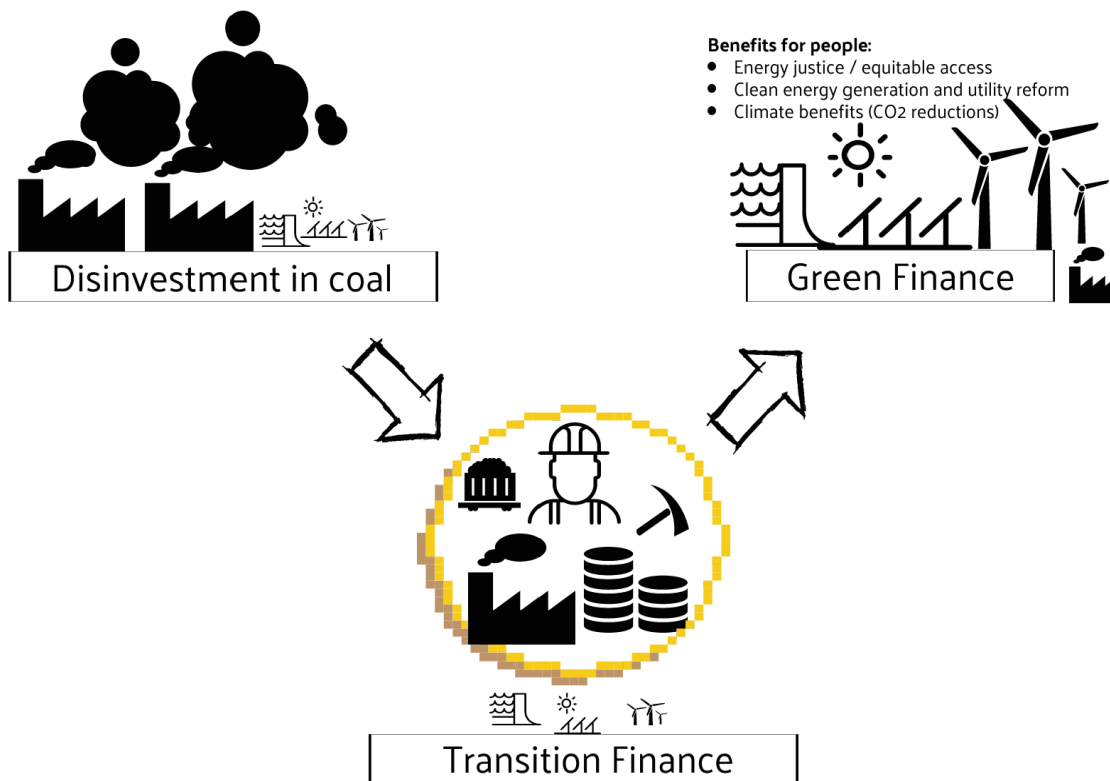 Benefits for people:
• Energy justice / equitable access
• Clean energy generation and utility reform
• Climate benefits (CO2 reductions)
Disinvestment in coal
Green Finance
Transition Finance